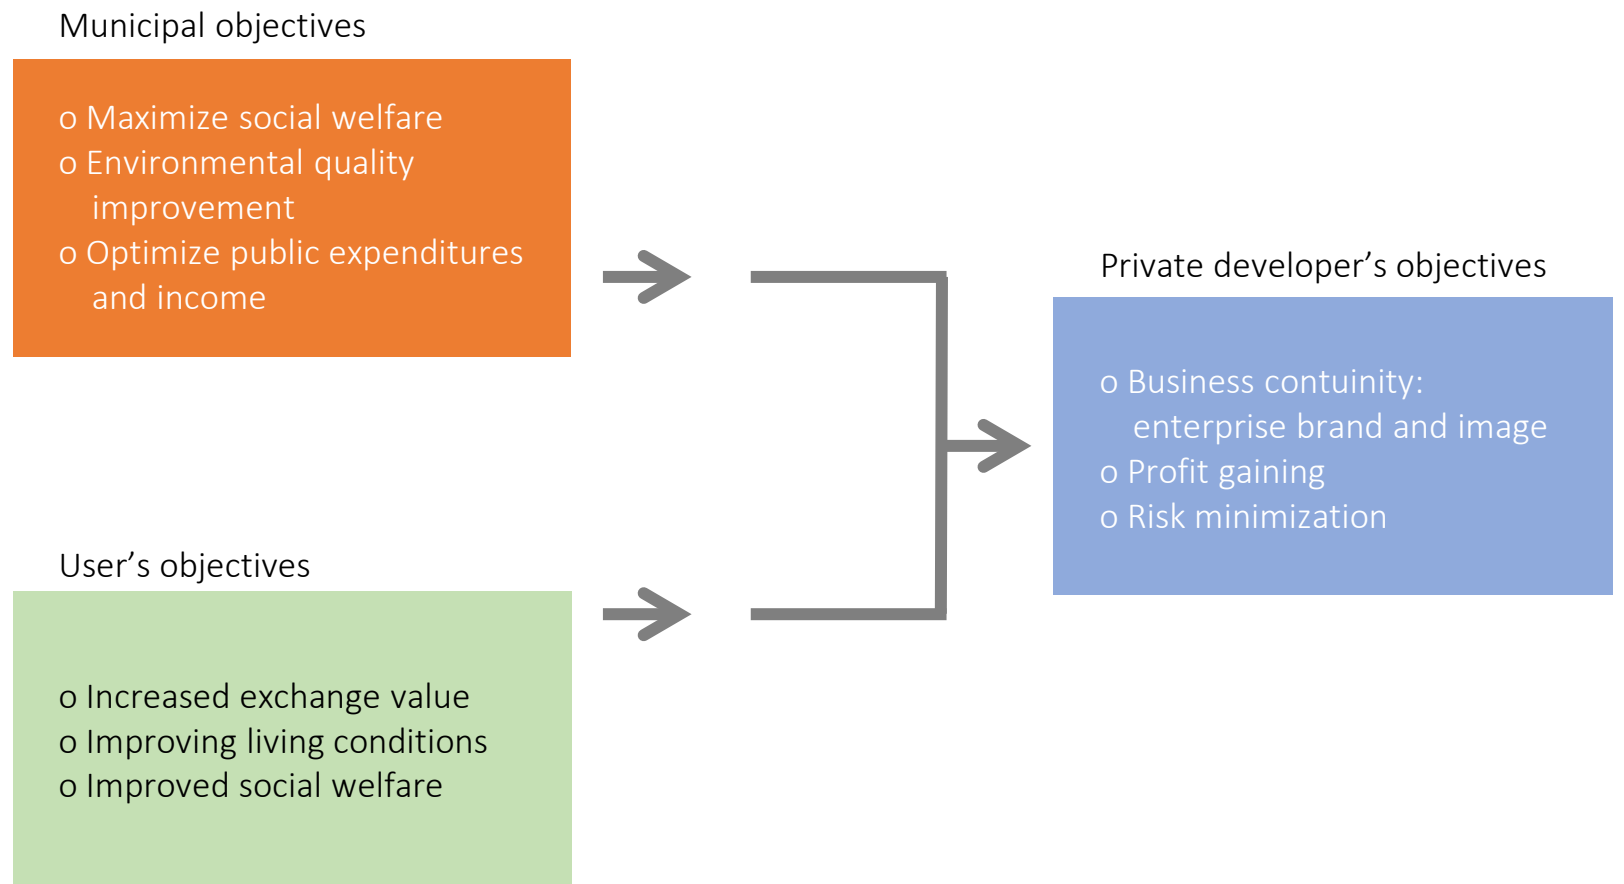 Municipal objectives
o Maximize social welfare
o Environmental quality
improvement
o Optimize public expenditures
and income
Private developer’s objectives
o Business contuinity:
enterprise brand and image
o Profit gaining
o Risk minimization
User’s objectives
o Increased exchange value
o Improving living conditions
o Improved social welfare